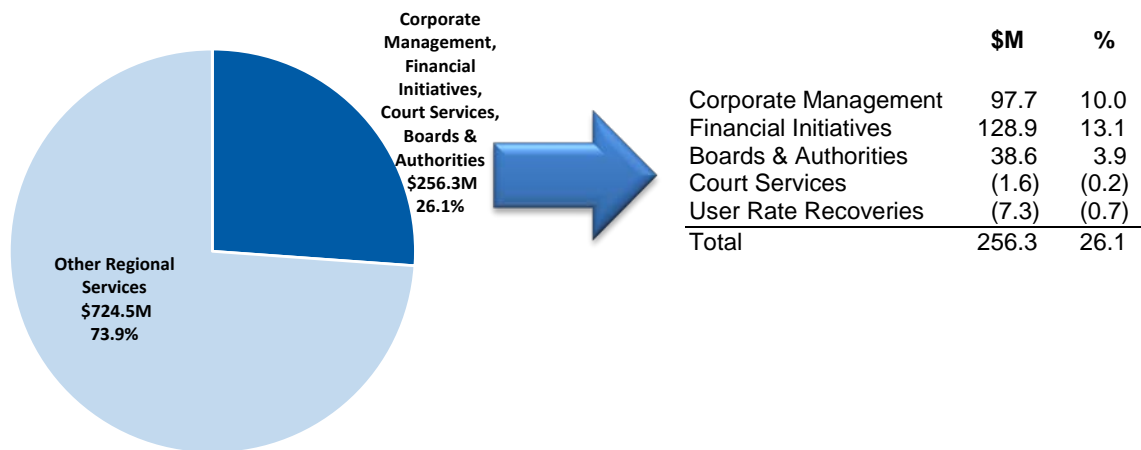 Corporate
Management,
Financial
Initiatives,
Court Services,
Boards &
Authorities
$256.3M
26.1%
Other Regional
Services
$724.5M
73.9%
$M %
Corporate Management 97.7 10.0
Financial Initiatives 128.9 13.1
Boards & Authorities 38.6 3.9
Court Services (1.6) (0.2)
User Rate Recoveries (7.3) (0.7)
Total 256.3 26.1